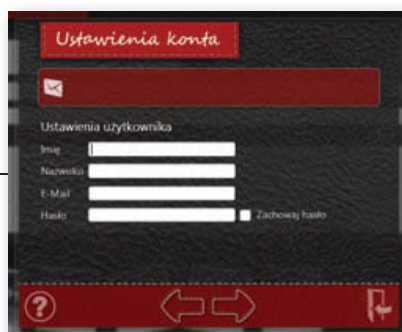 Ustawienia konta
Ustawienia użytkownika
Imię
Nazwisko
E-Mail
Hasło
Zachowaj hasło
?